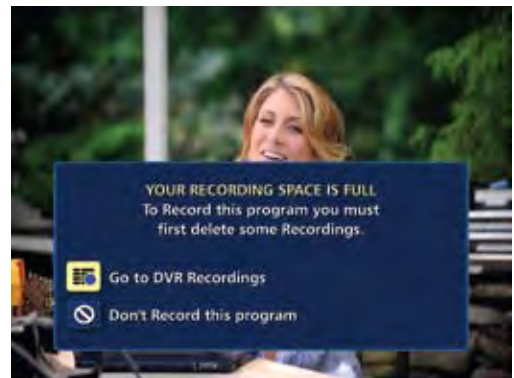 YOUR RECORDING SPACE IS FULL
To Record this program you must
first delete some Recordings.
Go to DVR Recordings
Don't Record this program